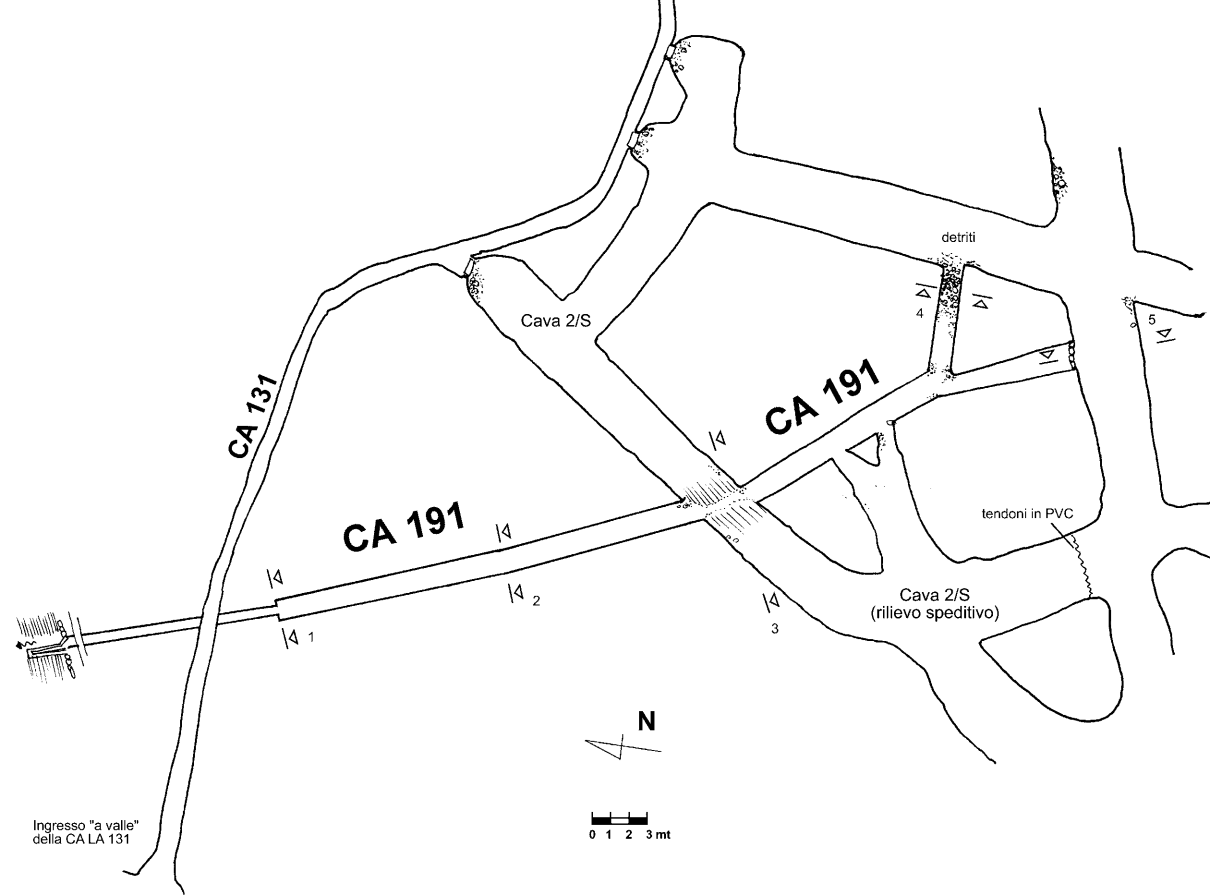 detriti
4
5
Cava 2/S
CA 131
CA 191
CA 191
tendoni in PVC
2
1
3
Cava 2/S
(rilievo speditivo)
N
Ingresso "a valle"
della CA LA 131
0 1 2 3 mt